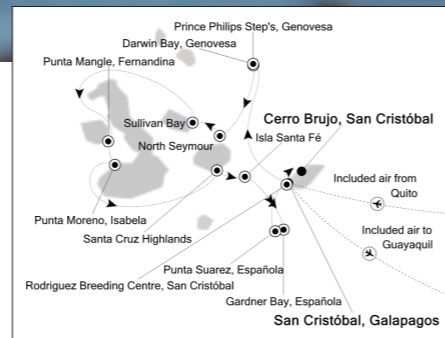 Prince Philips Step's, Genovesa
Darwin Bay, Genovesa
Punta Mangle, Fernandina
Sullivan Bay
Cerro Brujo, San Cristóbal
North Seymour
Isla Santa Fé
Included air from
Quito
Punta Moreno, Isabela
Included air to
Guayaquil
Santa Cruz Highlands
Punta Suarez, Española
Rodriguez Breeding Centre, San Cristóbal
Gardner Bay, Española
San Cristóbal, Galapagos